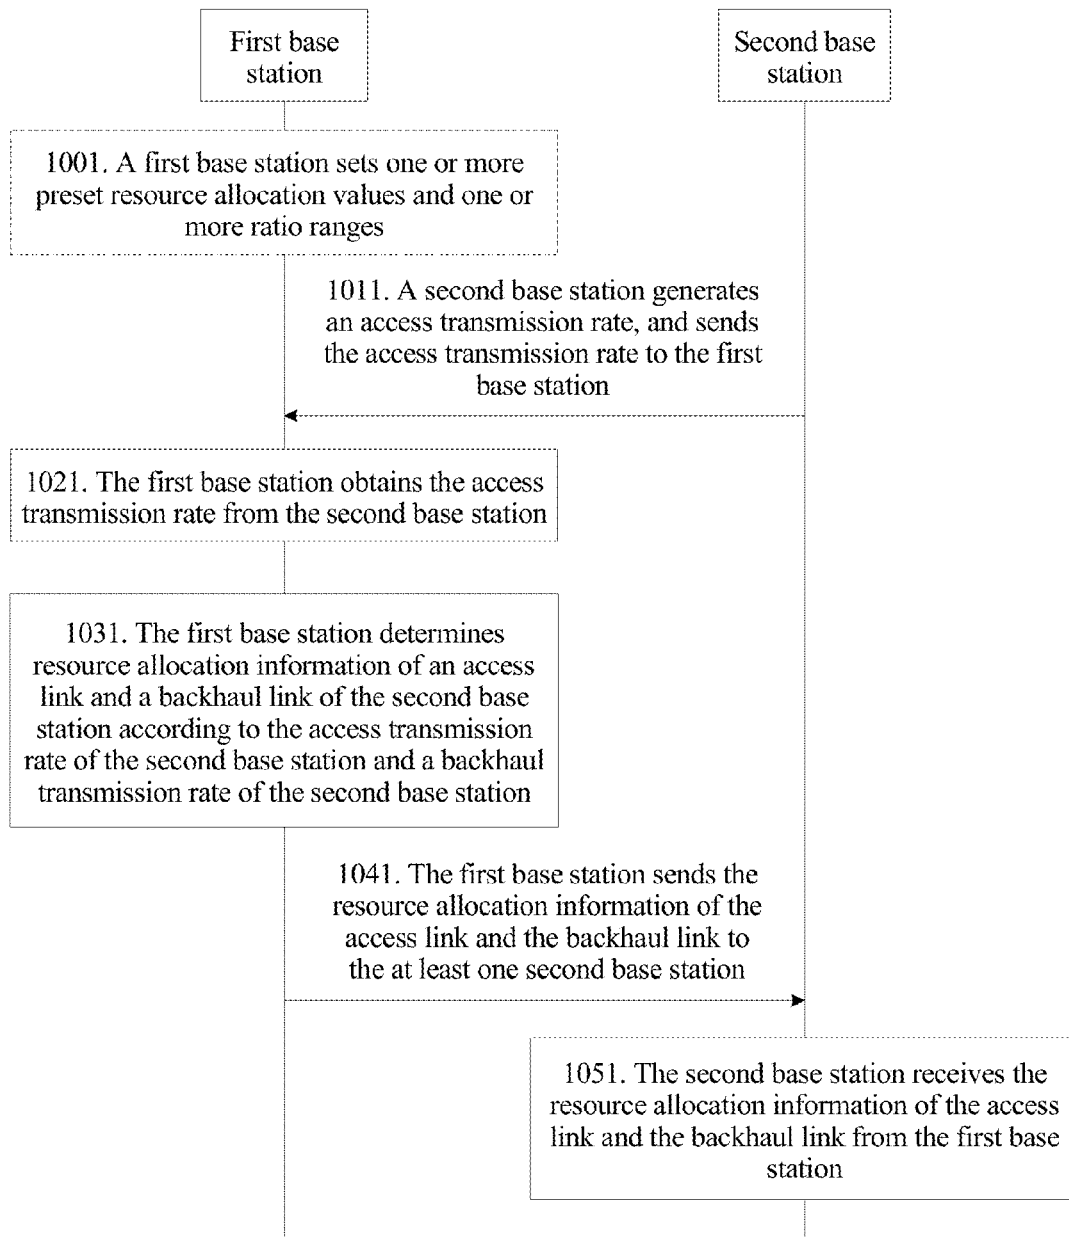 First base
station
Second base
station
1001. A first base station sets one or more
preset resource allocation values and one or
more ratio ranges
1011. A second base station generates
an access transmission rate, and sends
the access transmission rate to the first
base station
1021. The first base station obtains the access
transmission rate from the second base station
1031. The first base station determines
resource allocation information of an access
link and a backhaul link of the second base
station according to the access transmission
rate of the second base station and a backhaul
transmission rate of the second base station
1041. The first base station sends the
resource allocation information of the
access link and the backhaul link to
the at least one second base station
1051. The second base station receives the
resource allocation information of the access
link and the backhaul link from the first base
station